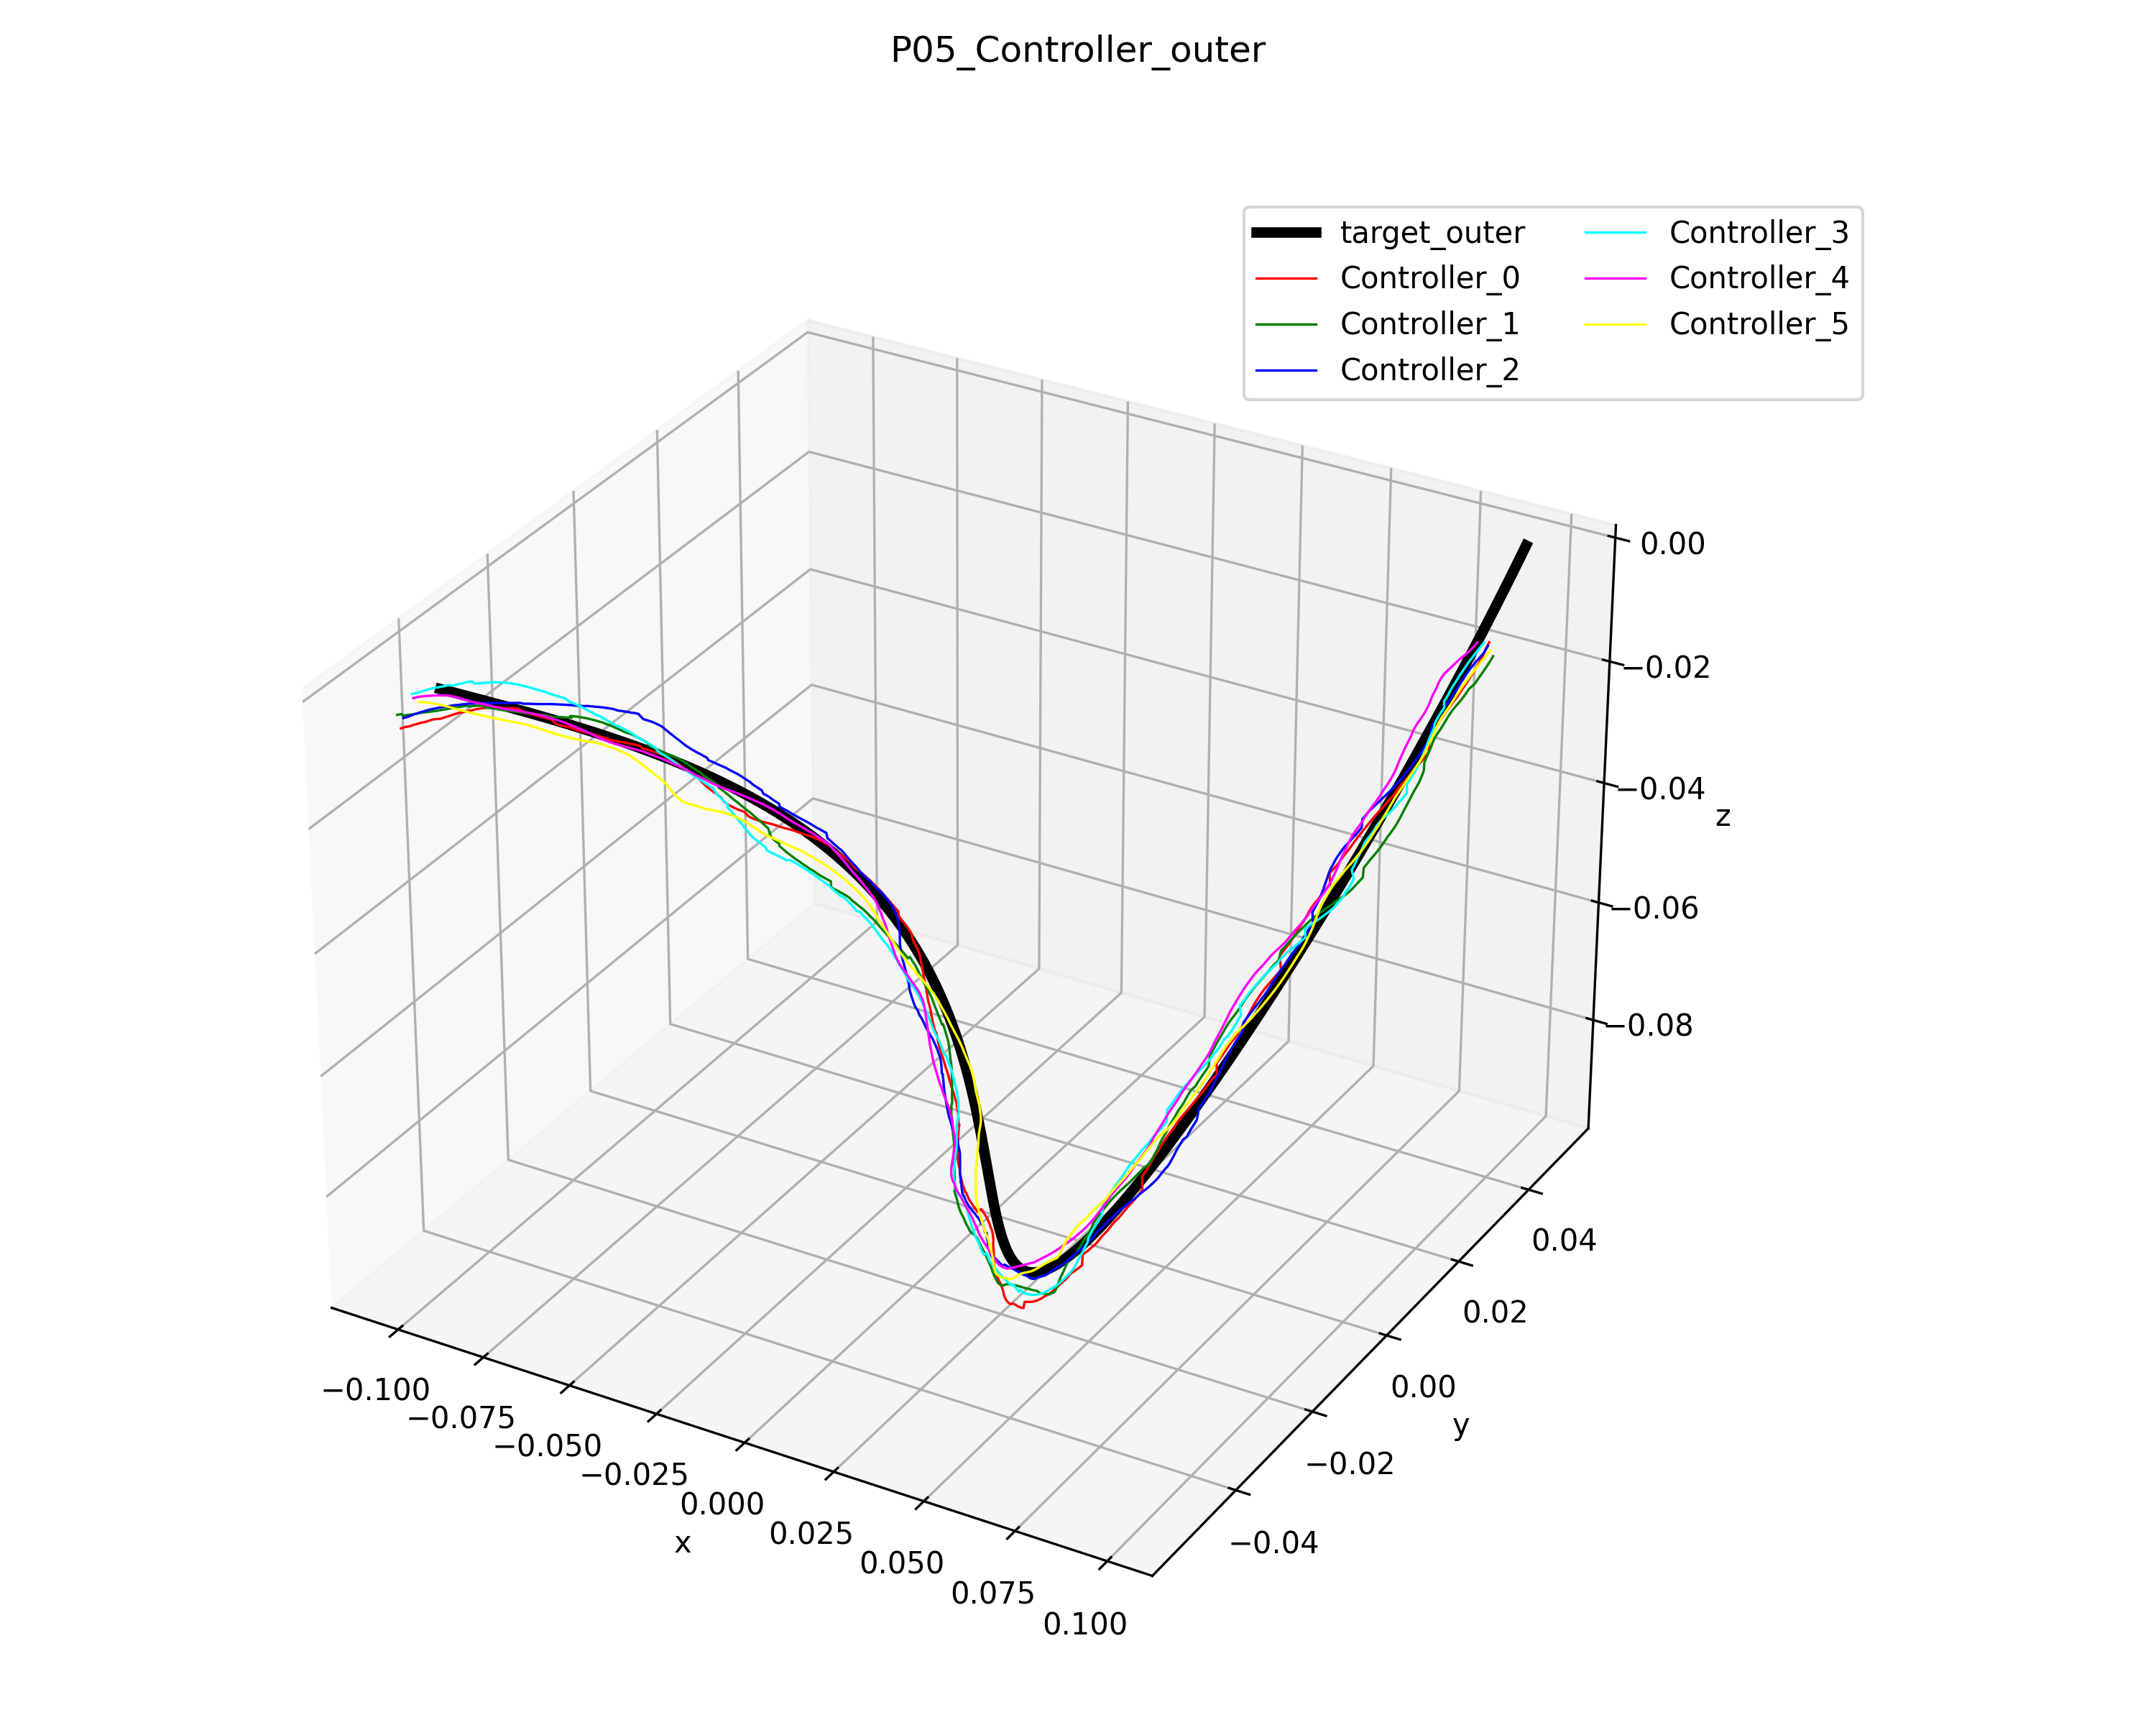 P05_Controller_outer
target_outer
Controller_0
Controller_1
Controller_2
Controller_3
Controller_4
Controller_5
0.00
−0.02
−0.04
z
−0.06
−0.08
0.04
0.02
0.00
y
−0.02
−0.04
−0.100
−0.075
−0.050
−0.025
0.000
x
0.025
0.050
0.075
0.100